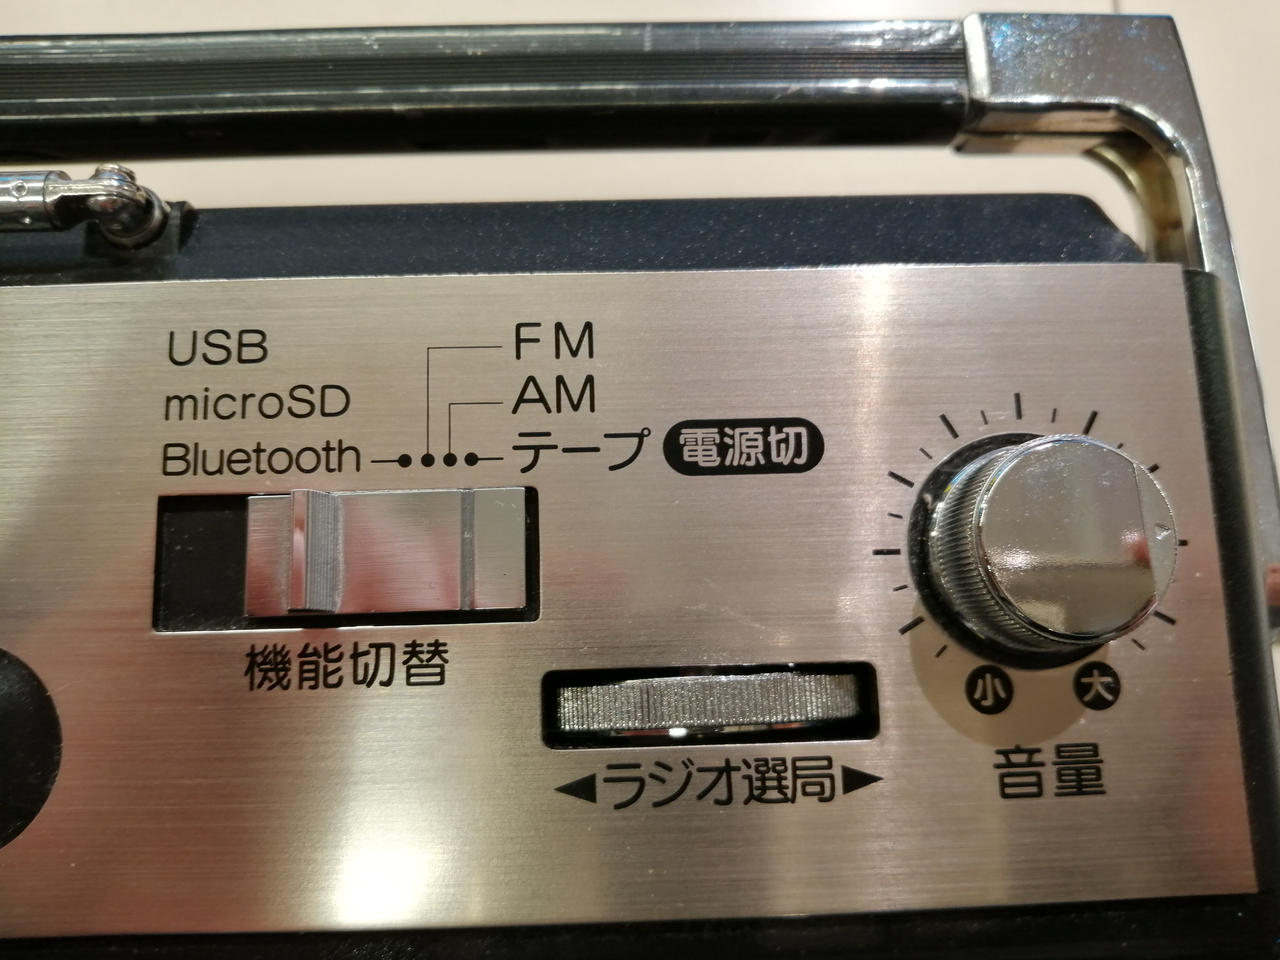 USB
microSD
Bluetooth
FM
AM
テープ 電源切
機能切替
◀ラジオ選局▶
小 大
音量